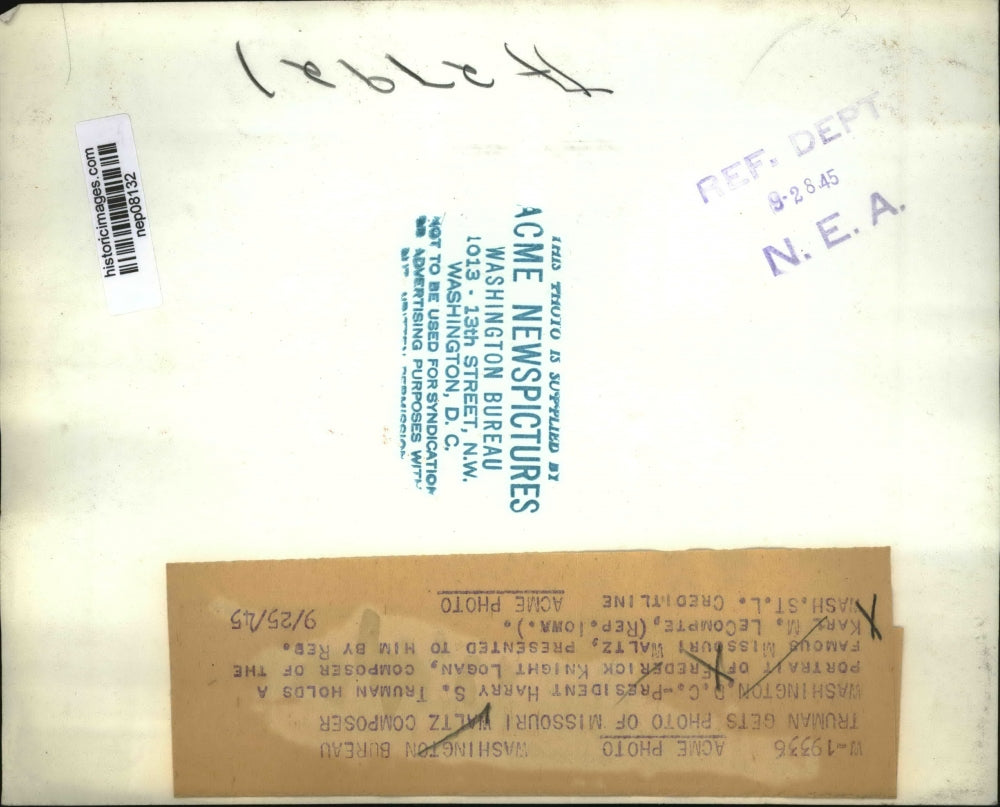 historicimages.com
nep08132
REF. DEPT
9-28.45
N. E. A.
THIS PHOTO IS SUPPLIED BY
ACME NEWSPICTURES
WASHINGTON BUREAU
1013 - 13th STREET, N.W.
WASHINGTON, D. C.
NOT TO BE USED FOR SYNDICATION
OR ADVERTISING PURPOSES WITH-
OUT WRITTEN PERMISSION
W-19336 ACME PHOTO WASHINGTON BUREAU
TRUMAN GETS PHOTO OF MISSOURI WALTZ COMPOSER
WASHINGTON, D.C.--PRESIDENT HARRY S. TRUMAN HOLDS A
PORTRAIT OF FREDERICK KNIGHT LOGAN, COMPOSER OF THE
FAMOUS MISSOURI WALTZ, PRESENTED TO HIM BY REP.
KARL M. LECOMPTE, (REP.IOWA.).
WASH.ST.L. CREDITLINE ACME PHOTO 9/25/45